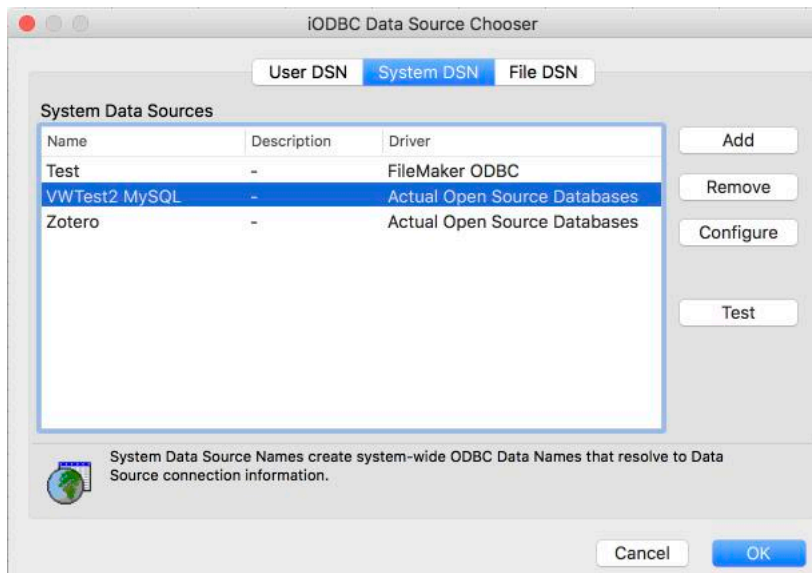 iODBC Data Source Chooser
User DSN System DSN File DSN
System Data Sources
Name Description Driver
Test - FileMaker ODBC
VWTest2 MySQL - Actual Open Source Databases
Zotero - Actual Open Source Databases
Add
Remove
Configure
Test
System Data Source Names create system-wide ODBC Data Names that resolve to Data
Source connection information.
Cancel OK